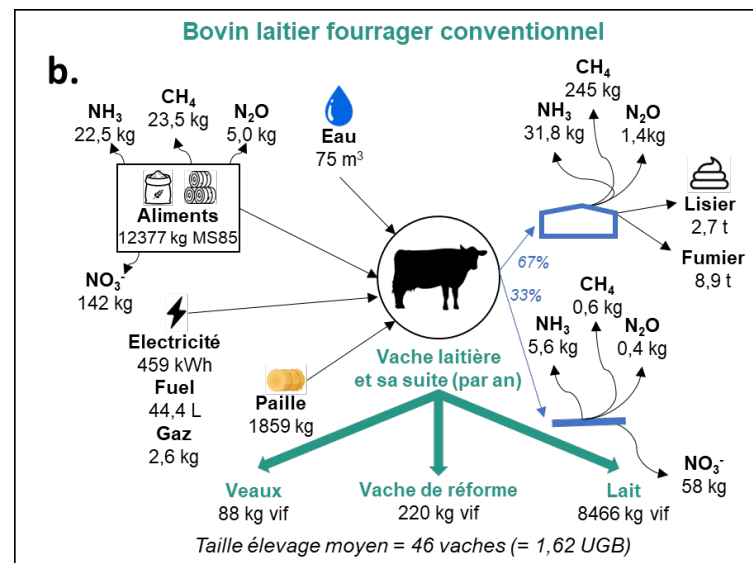 Bovin laitier fourrager conventionnel
b.
NH₃
22,5 kg
CH₄
23,5 kg
N₂O
5,0 kg
Aliments
12377 kg MS85
NO₃⁻
142 kg
Eau
75 m³
Electricité
459 kWh
Fuel
44,4 L
Gaz
2,6 kg
Paille
1859 kg
Vache laitière
et sa suite (par an)
67%
33%
CH₄
245 kg
NH₃
31,8 kg
N₂O
1,4kg
Lisier
2,7 t
Fumier
8,9 t
CH₄
0,6 kg
NH₃
5,6 kg
N₂O
0,4 kg
NO₃⁻
58 kg
Veaux
88 kg vif
Vache de réforme
220 kg vif
Lait
8466 kg vif
Taille élevage moyen = 46 vaches (= 1,62 UGB)